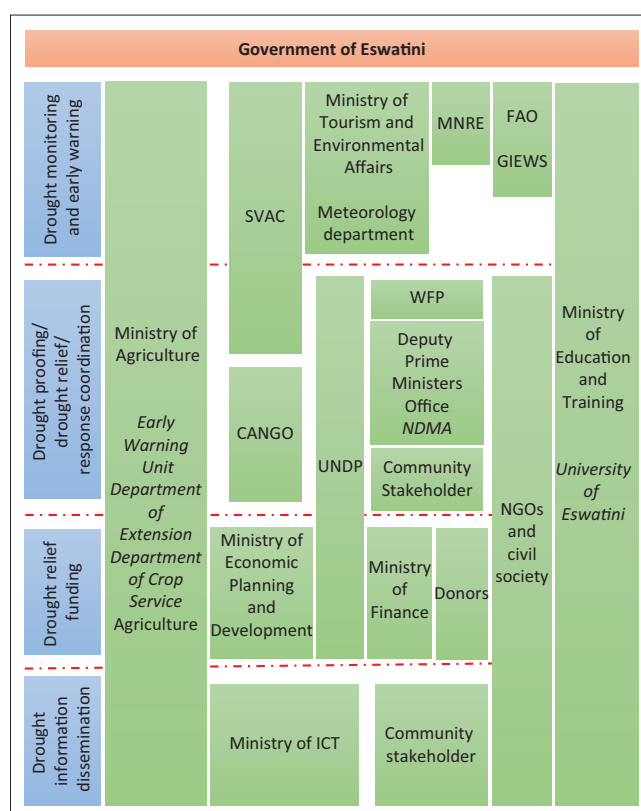 Government of Eswatini
Drought monitoring
and early warning
Drought proofing/
drought relief/
response coordination
Drought relief
funding
Drought
information
dissemination
Ministry of
Agriculture
Early
Warning
Unit
Department
of
Extension
Department
of Crop
Service
Agriculture
SVAC
CANGO
Ministry of
Economic
Planning
and
Development
Ministry of ICT
Ministry of
Tourism and
Environmental
Affairs
Meteorology
department
MNRE
FAO
GIEWS
UNDP
WFP
Deputy
Prime
Ministers
Office
NDMA
Community
Stakeholder
Ministry
of
Finance
Donors
Community
stakeholder
NGOs
and
civil
society
Ministry
of
Education
and
Training
University
of
Eswatini